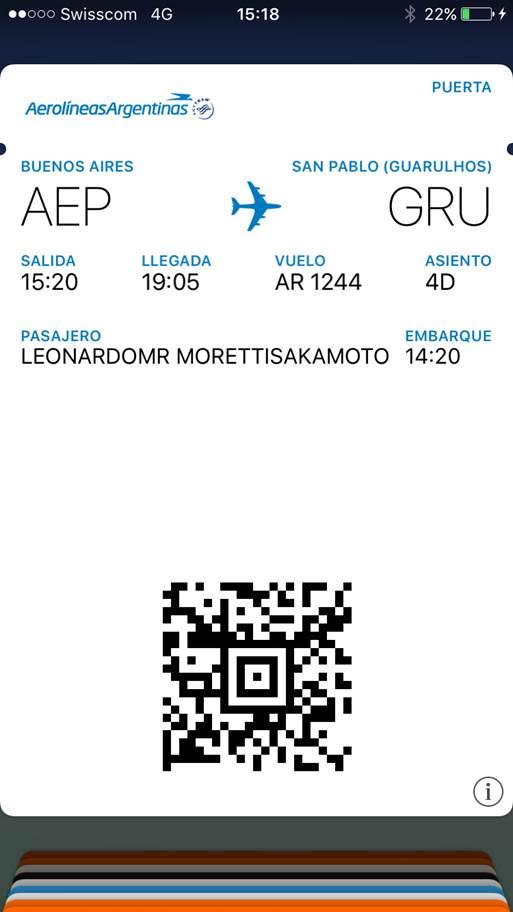 Swisscom 4G 15:18 22%
PUERTA
AerolíneasArgentinas
BUENOS AIRES SAN PABLO (GUARULHOS)
AEP GRU
SALIDA LLEGADA VUELO ASIENTO
15:20 19:05 AR 1244 4D
PASAJERO EMBARQUE
LEONARDOMR MORETTISAKAMOTO 14:20
i